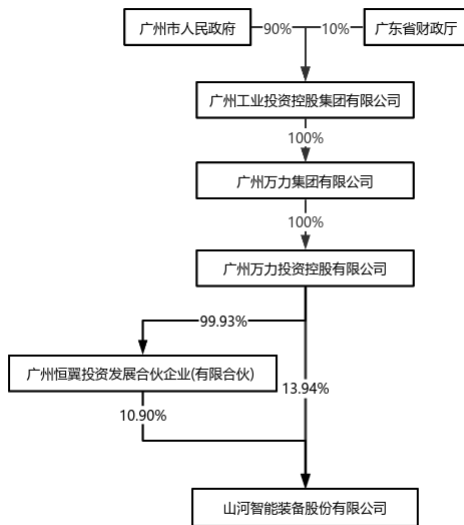 广州市人民政府
90%
10%
广东省财政厅
广州工业投资控股集团有限公司
100%
广州万力集团有限公司
100%
广州万力投资控股有限公司
99.93%
广州恒翼投资发展合伙企业(有限合伙)
13.94%
10.90%
山河智能装备股份有限公司